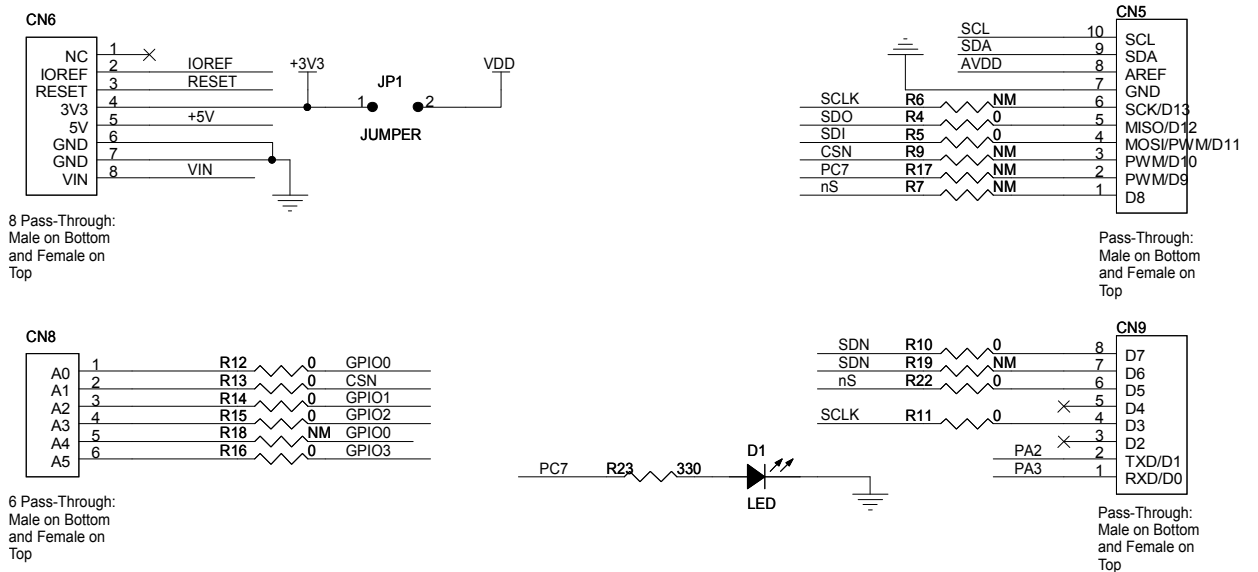 CN6
NC 1
IOREF 2 IOREF
RESET 3 RESET
3V3 4
5V 5 +5V
GND 6
GND 7
VIN 8 VIN
+3V3
JP1
1 2
JUMPER
VDD
8 Pass-Through:
Male on Bottom
and Female on
Top
CN5
SCL 10 SCL
SDA 9 SDA
AVDD 8 AREF
7 GND
SCLK R6 NM 6 SCK/D13
SDO R4 0 5 MISO/D12
SDI R5 0 4 MOSI/PWM/D11
CSN R9 NM 3 PWM/D10
PC7 R17 NM 2 PWM/D9
nS R7 NM 1 D8
Pass-Through:
Male on Bottom
and Female on
Top
CN8
A0 1 R12 0 GPIO0
A1 2 R13 0 CSN
A2 3 R14 0 GPIO1
A3 4 R15 0 GPIO2
A4 5 R18 NM GPIO0
A5 6 R16 0 GPIO3
6 Pass-Through:
Male on Bottom
and Female on
Top
PC7 R23 330
D1
LED
CN9
SDN R10 0 8 D7
SDN R19 NM 7 D6
nS R22 0 6 D5
5 D4
SCLK R11 0 4 D3
3 D2
PA2 2 TXD/D1
PA3 1 RXD/D0
Pass-Through:
Male on Bottom
and Female on
Top